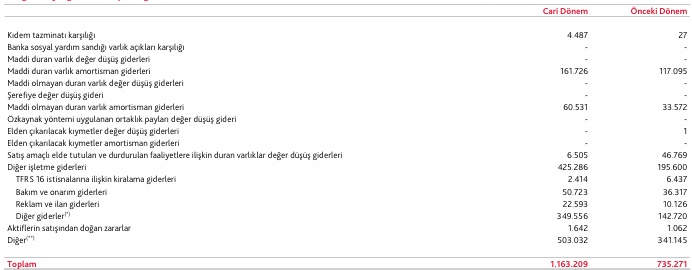 Cari Dönem Önceki Dönem
Kıdem tazminatı karşılığı 4.487 27
Banka sosyal yardım sandığı varlık açıkları karşılığı - -
Maddi duran varlık değer düşüş giderleri - -
Maddi duran varlık amortisman giderleri 161.726 117.095
Maddi olmayan duran varlık değer düşüş giderleri - -
Şerefiye değer düşüş gideri - -
Maddi olmayan duran varlık amortisman giderleri 60.531 33.572
Özkaynak yöntemi uygulanan ortaklık payları değer düşüş gideri - -
Elden çıkarılacak kıymetler değer düşüş giderleri - 1
Elden çıkarılacak kıymetler amortisman giderleri - -
Satış amaçlı elde tutulan ve durdurulan faaliyetlere ilişkin duran varlıklar değer düşüş giderleri 6.505 46.769
Diğer işletme giderleri 425.286 195.600
TFRS 16 istisnalarına ilişkin kiralama giderleri 2.414 6.437
Bakım ve onarım giderleri 50.723 36.317
Reklam ve ilan giderleri 22.593 10.126
Diğer giderler(*) 349.556 142.720
Aktiflerin satışından doğan zararlar 1.642 1.062
Diğer(**) 503.032 341.145
Toplam 1.163.209 735.271